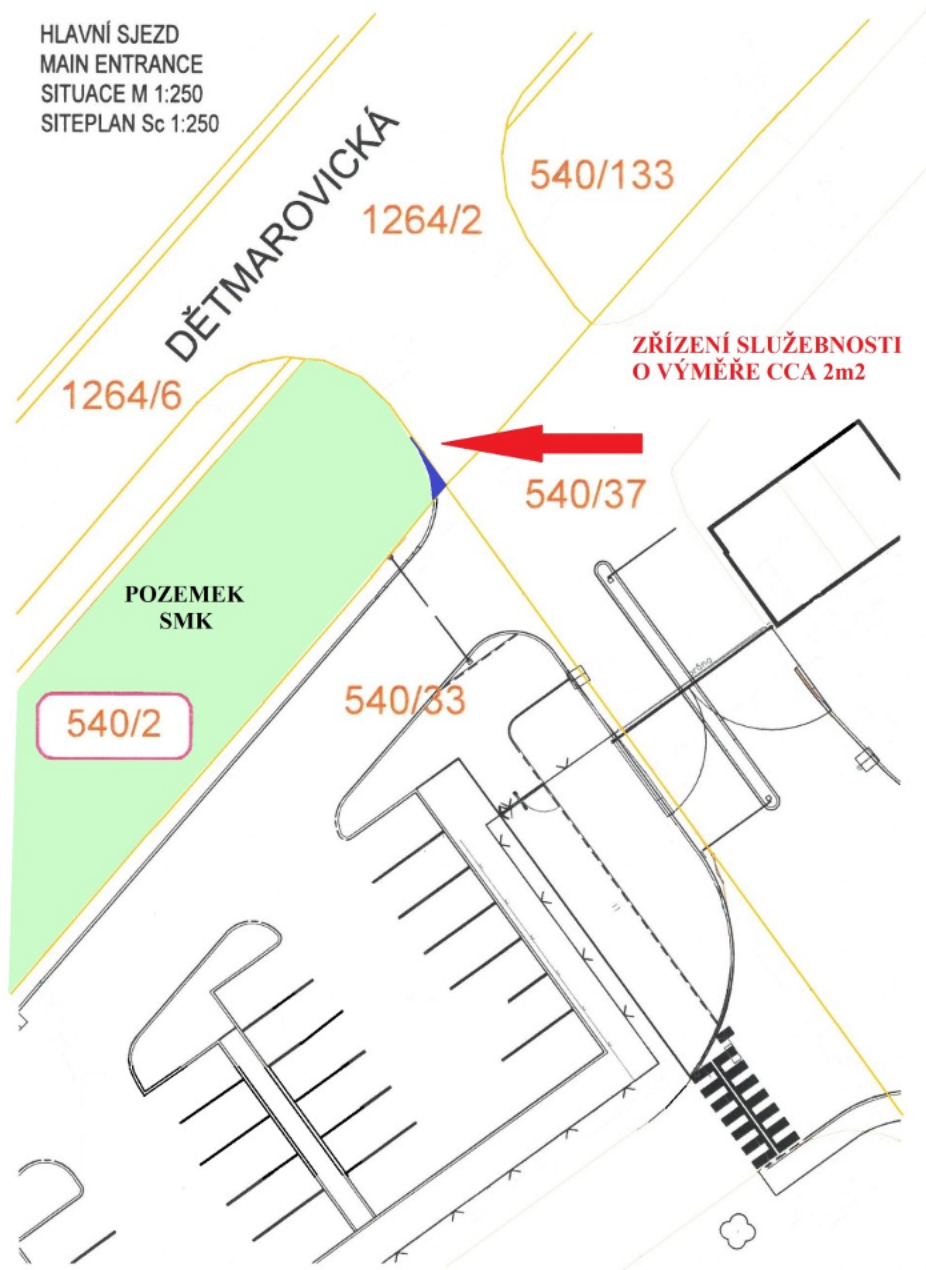 HLAVNÍ SJEZD
MAIN ENTRANCE
SITUACE M 1:250
SITEPLAN Sc 1:250
DĚTMAROVICKÁ
540/133
1264/2
ZŘÍZENÍ SLUŽEBNOSTI
O VÝMĚŘE CCA 2m2
1264/6
540/37
POZEMEK
SMK
540/33
540/2